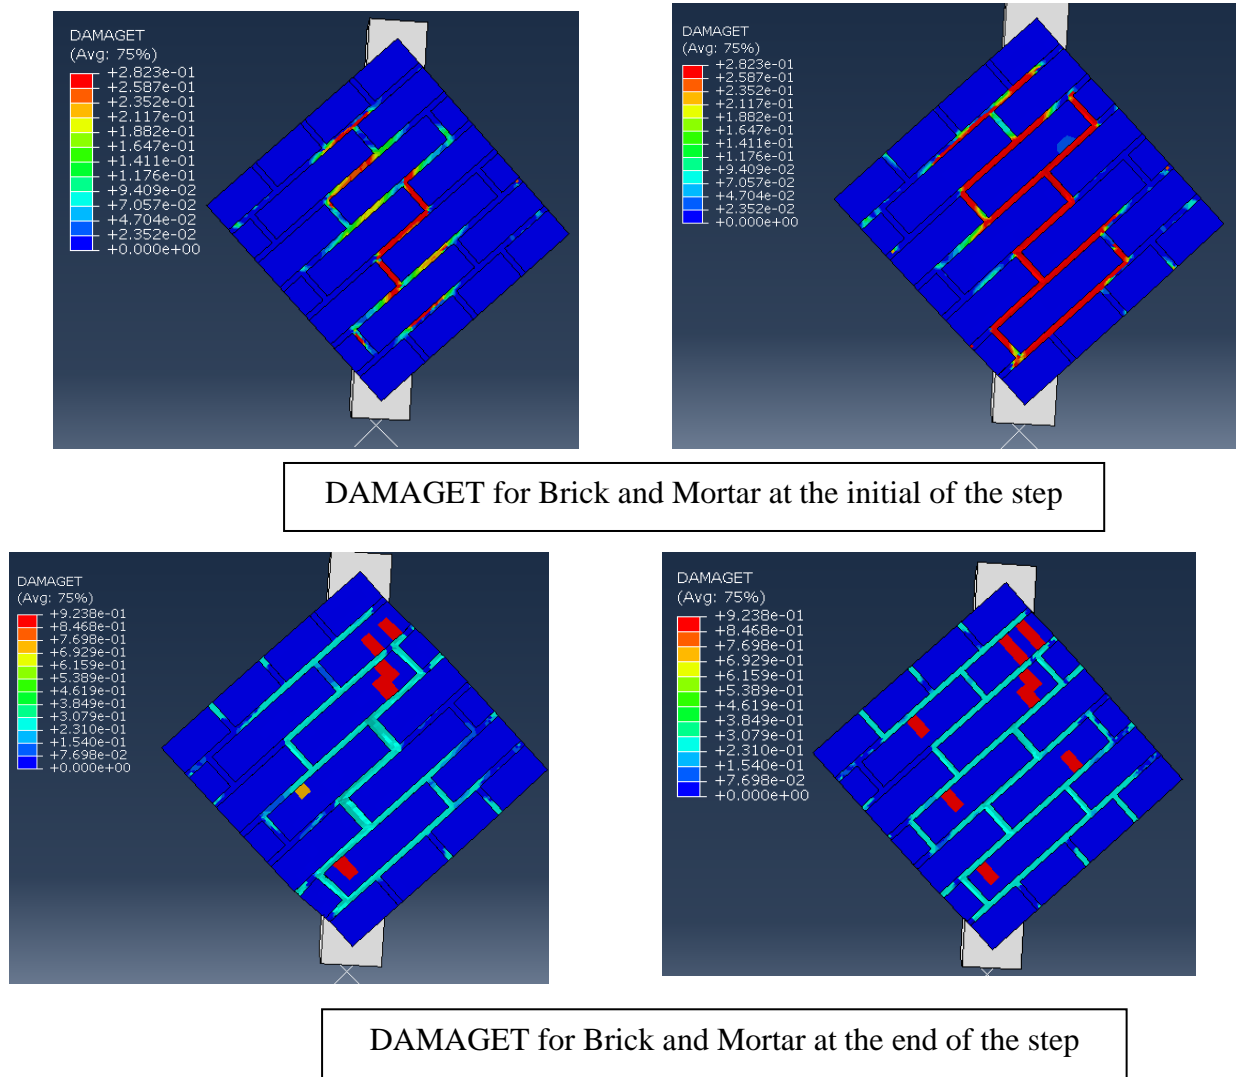 DAMAGET
(Avg: 75%)
+2.823e-01
+2.587e-01
+2.352e-01
+2.117e-01
+1.882e-01
+1.647e-01
+1.411e-01
+1.176e-01
+9.409e-02
+7.057e-02
+4.704e-02
+2.352e-02
+0.000e+00
DAMAGET
(Avg: 75%)
+2.823e-01
+2.587e-01
+2.352e-01
+2.117e-01
+1.882e-01
+1.647e-01
+1.411e-01
+1.176e-01
+9.409e-02
+7.057e-02
+4.704e-02
+2.352e-02
+0.000e+00
DAMAGET for Brick and Mortar at the initial of the step
DAMAGET
(Avg: 75%)
+9.238e-01
+8.468e-01
+7.698e-01
+6.929e-01
+6.159e-01
+5.389e-01
+4.619e-01
+3.849e-01
+3.079e-01
+2.310e-01
+1.540e-01
+7.698e-02
+0.000e+00
DAMAGET
(Avg: 75%)
+9.238e-01
+8.468e-01
+7.698e-01
+6.929e-01
+6.159e-01
+5.389e-01
+4.619e-01
+3.849e-01
+3.079e-01
+2.310e-01
+1.540e-01
+7.698e-02
+0.000e+00
DAMAGET for Brick and Mortar at the end of the step